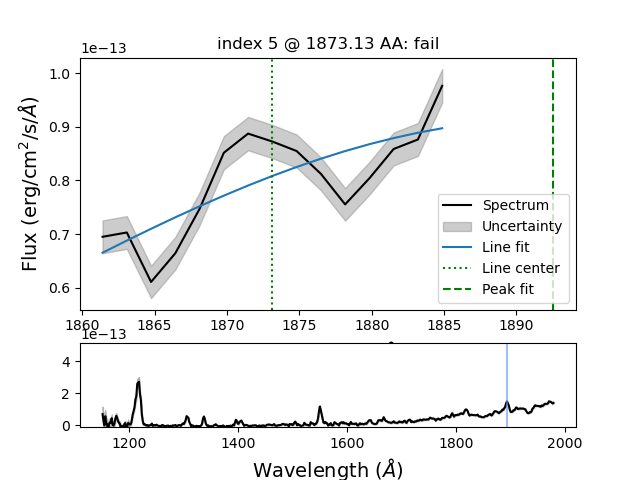 index 5 @ 1873.13 AA: fail
1e−13
1.0
0.9
0.8
0.7
0.6
Flux (erg/cm²/s/Å)
Spectrum
Uncertainty
Line fit
Line center
Peak fit
1860 1865 1870 1875 1880 1885 1890
1e−13
4
2
0
1200 1400 1600 1800 2000
Wavelength (Å)